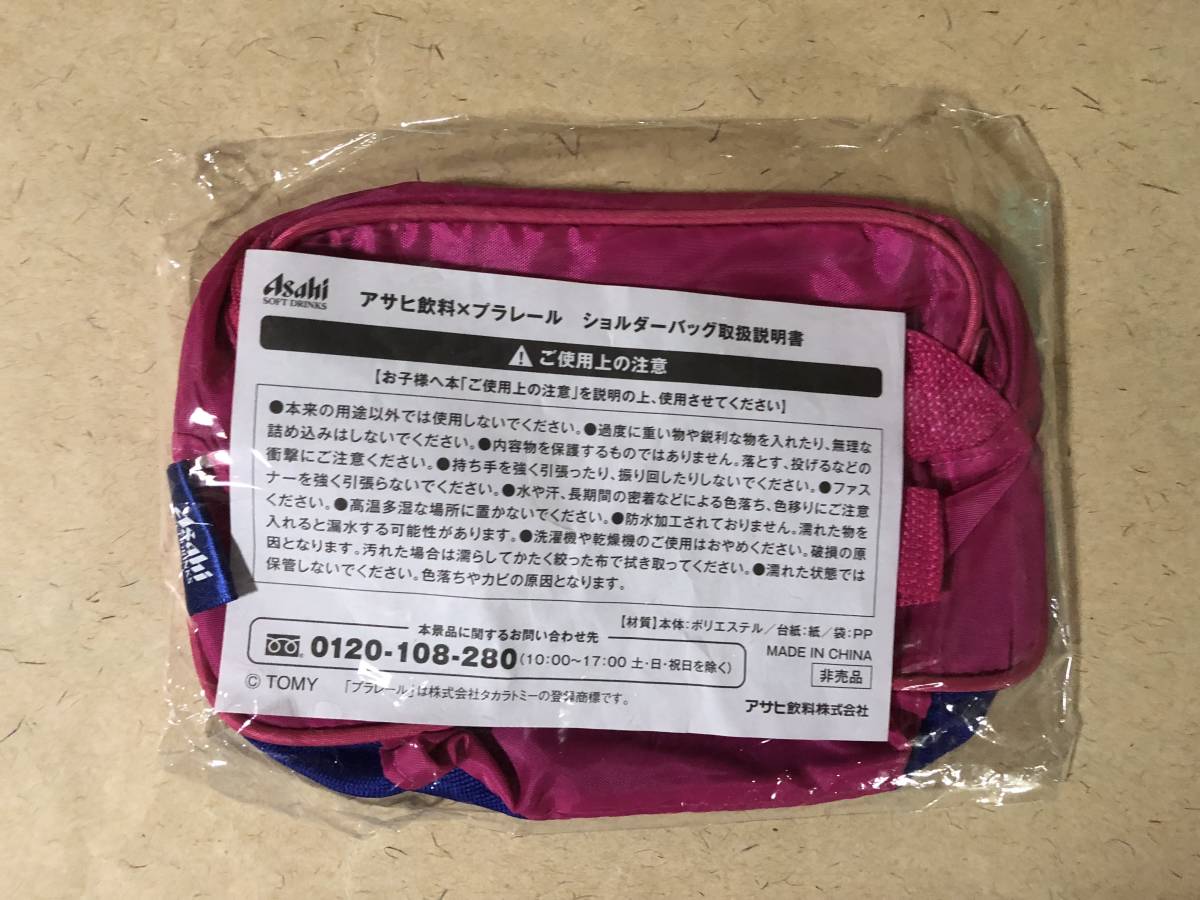 Asahi
SOFT DRINKS
アサヒ飲料×プラレール ショルダーバッグ取扱説明書
⚠ご使用上の注意
【お子様へ本「ご使用上の注意」を説明の上、使用させてください】
●本来の用途以外では使用しないでください。●過度に重い物や鋭利な物を入れたり、無理な
詰め込みはしないでください。●内容物を保護するものではありません。落とす、投げるなどの
衝撃にご注意ください。●持ち手を強く引張ったり、振り回したりしないでください。●ファス
ナーを強く引張らないでください。●水や汗、長期間の密着などによる色落ち、色移りにご注意
ください。●高温多湿な場所に置かないでください。●防水加工されておりません。濡れた物を
入れると漏水する可能性があります。●洗濯機や乾燥機のご使用はおやめください。破損の原
因となります。汚れた場合は濡らしてかたく絞った布で拭き取ってください。●濡れた状態では
保管しないでください。色落ちやカビの原因となります。
【材質】本体:ポリエステル/台紙:紙/袋:PP
本景品に関するお問い合わせ先
0120-108-280(10:00〜17:00 土・日・祝日を除く)
MADE IN CHINA
非売品
© TOMY 「プラレール」は株式会社タカラトミーの登録商標です。
アサヒ飲料株式会社